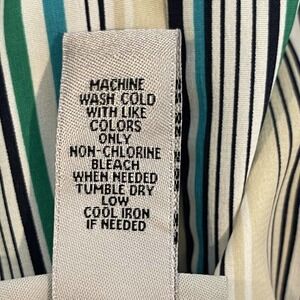 MACHINE
WASH COLD
WITH LIKE
COLORS
ONLY
NON-CHLORINE
BLEACH
WHEN NEEDED
TUMBLE DRY
LOW
COOL IRON
IF NEEDED